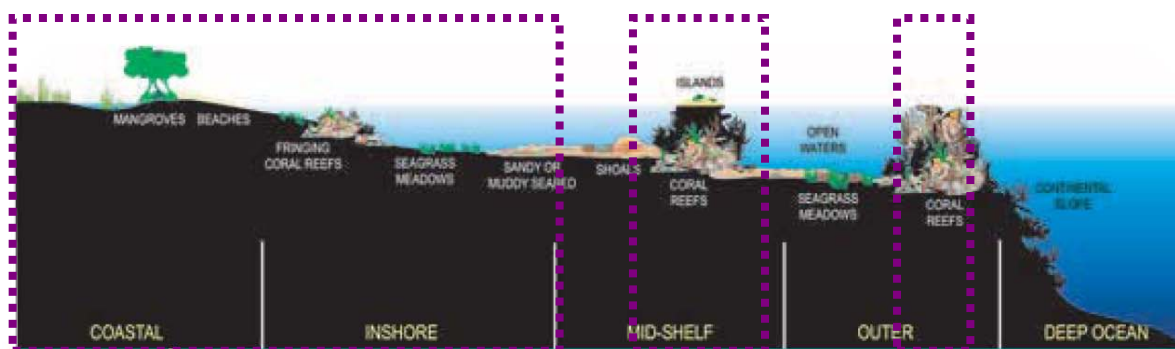 ISLANDS
MANGROVES
BEACHES
FRINGING
CORAL REEFS
SEAGRASS
MEADOWS
SANDY OR
MUDDY SEABED
SHOALS
CORAL
REEFS
OPEN
WATERS
SEAGRASS
MEADOWS
CORAL
REEFS
CONTINENTAL
SLOPE
COASTAL
INSHORE
MID-SHELF
OUTER
DEEP OCEAN